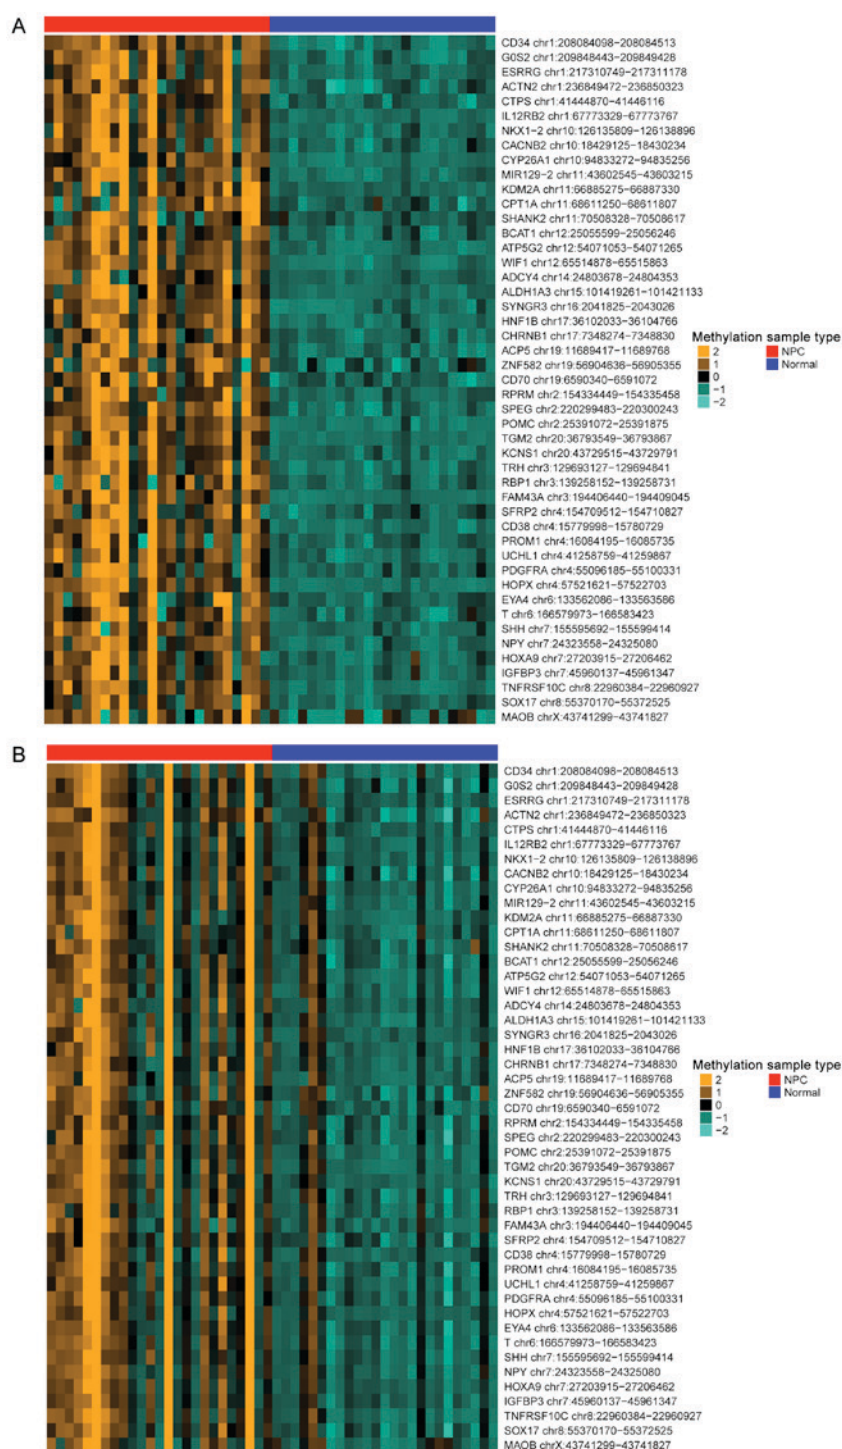 A
CD34 chr1:208084098-208084513
G0S2 chr1:209848443-209849428
ESRRG chr1:217310749-217311178
ACTN2 chr1:236849472-236850323
CTPS chr1:41444870-41446116
IL12RB2 chr1:67773329-67773767
NKX1-2 chr10:126135809-126138896
CACNB2 chr10:18429125-18430234
CYP26A1 chr10:94833272-94835256
MIR129-2 chr11:43602545-43603215
KDM2A chr11:66885275-66887330
CPT1A chr11:68611250-68611807
SHANK2 chr11:70508328-70508617
BCAT1 chr12:25055599-25056246
ATP5G2 chr12:54071053-54071265
WIF1 chr12:65514878-65515863
ADCY4 chr14:24803678-24804353
ALDH1A3 chr15:101419261-101421133
SYNGR3 chr16:2041825-2043026
HNF1B chr17:36102033-36104766
CHRNB1 chr17:7348274-7348830
ACP5 chr19:11689417-11689768
ZNF582 chr19:56904636-56905355
CD70 chr19:6590340-6591072
RPRM chr2:154334449-154335458
SPEG chr2:220299483-220300243
POMC chr2:25391072-25391875
TGM2 chr20:36793549-36793867
KCNS1 chr20:43729515-43729791
TRH chr3:129693127-129694841
RBP1 chr3:139258152-139258731
FAM43A chr3:194406440-194409045
SFRP2 chr4:154709512-154710827
CD38 chr4:15779998-15780729
PROM1 chr4:16084195-16085735
UCHL1 chr4:41258759-41259867
PDGFRA chr4:55096185-55100331
HOPX chr4:57521621-57522703
EYA4 chr6:133562086-133563586
T chr6:166579973-166583423
SHH chr7:155595692-155599414
NPY chr7:24323558-24325080
HOXA9 chr7:27203915-27206462
IGFBP3 chr7:45960137-45961347
TNFRSF10C chr8:22960384-22960927
SOX17 chr8:55370170-55372525
MAOB chrX:43741299-43741827
Methylation sample type
2 NPC
1 Normal
0
-1
-2
B
CD34 chr1:208084098-208084513
G0S2 chr1:209848443-209849428
ESRRG chr1:217310749-217311178
ACTN2 chr1:236849472-236850323
CTPS chr1:41444870-41446116
IL12RB2 chr1:67773329-67773767
NKX1-2 chr10:126135809-126138896
CACNB2 chr10:18429125-18430234
CYP26A1 chr10:94833272-94835256
MIR129-2 chr11:43602545-43603215
KDM2A chr11:66885275-66887330
CPT1A chr11:68611250-68611807
SHANK2 chr11:70508328-70508617
BCAT1 chr12:25055599-25056246
ATP5G2 chr12:54071053-54071265
WIF1 chr12:65514878-65515863
ADCY4 chr14:24803678-24804353
ALDH1A3 chr15:101419261-101421133
SYNGR3 chr16:2041825-2043026
HNF1B chr17:36102033-36104766
CHRNB1 chr17:7348274-7348830
ACP5 chr19:11689417-11689768
ZNF582 chr19:56904636-56905355
CD70 chr19:6590340-6591072
RPRM chr2:154334449-154335458
SPEG chr2:220299483-220300243
POMC chr2:25391072-25391875
TGM2 chr20:36793549-36793867
KCNS1 chr20:43729515-43729791
TRH chr3:129693127-129694841
RBP1 chr3:139258152-139258731
FAM43A chr3:194406440-194409045
SFRP2 chr4:154709512-154710827
CD38 chr4:15779998-15780729
PROM1 chr4:16084195-16085735
UCHL1 chr4:41258759-41259867
PDGFRA chr4:55096185-55100331
HOPX chr4:57521621-57522703
EYA4 chr6:133562086-133563586
T chr6:166579973-166583423
SHH chr7:155595692-155599414
NPY chr7:24323558-24325080
HOXA9 chr7:27203915-27206462
IGFBP3 chr7:45960137-45961347
TNFRSF10C chr8:22960384-22960927
SOX17 chr8:55370170-55372525
MAOB chrX:43741299-43741827
Methylation sample type
2 NPC
1 Normal
0
-1
-2